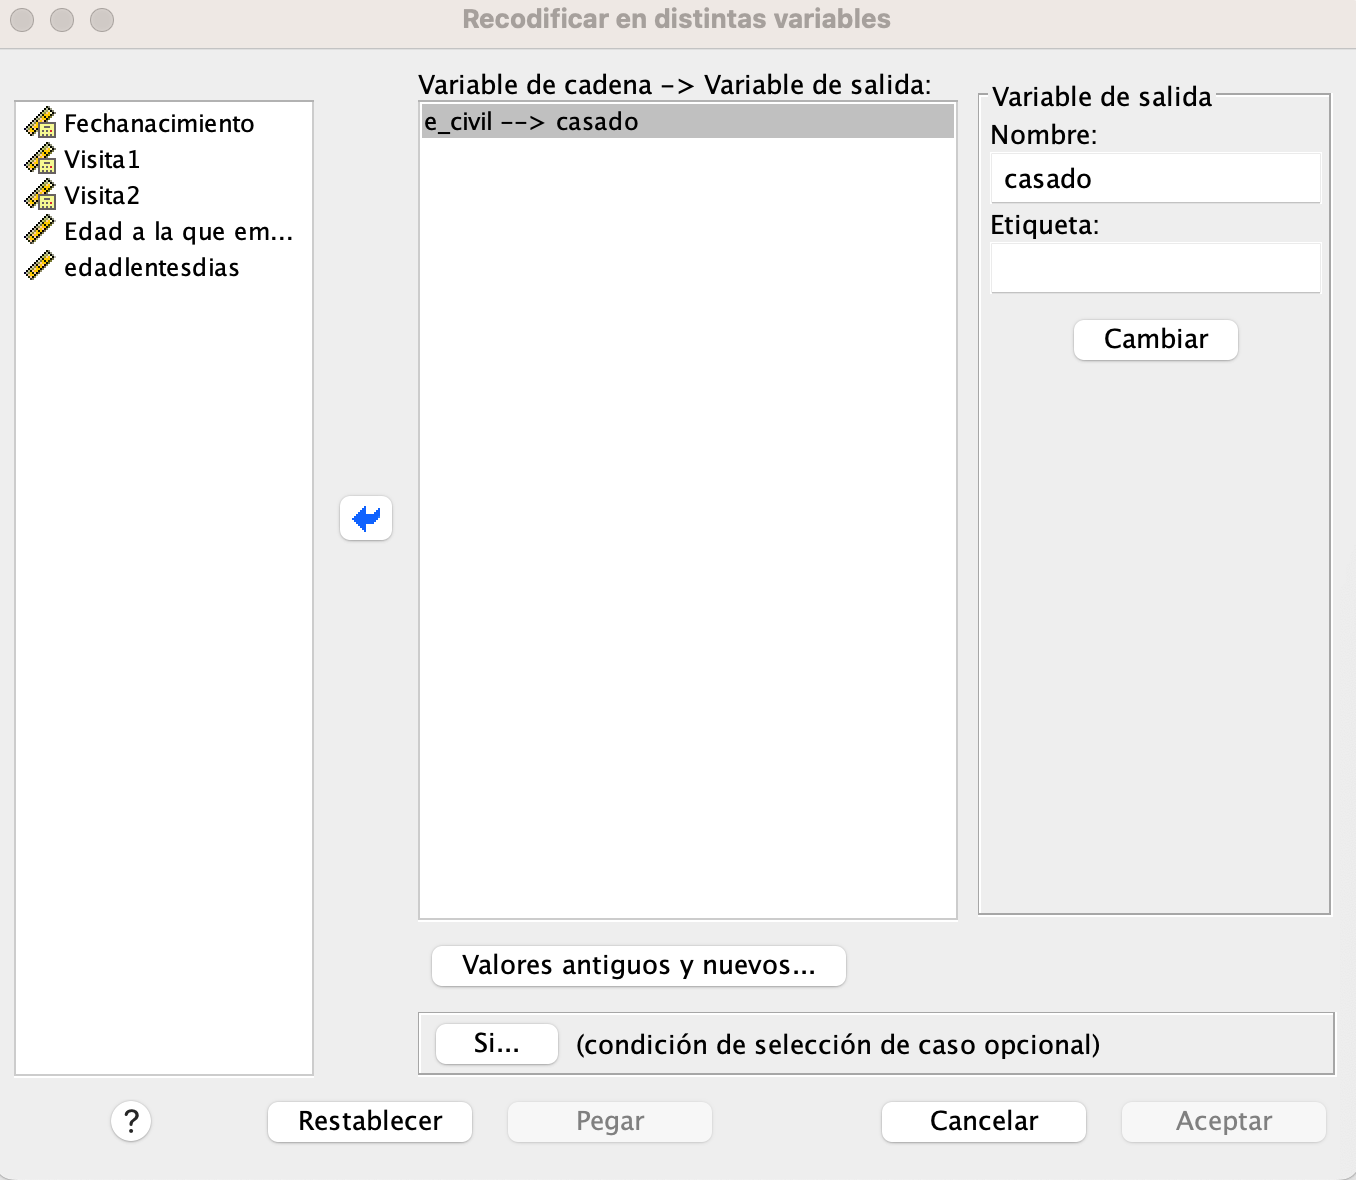 Recodificar en distintas variables
Fechanacimiento
Visita1
Visita2
Edad a la que em...
edadlentesdias
Variable de cadena -> Variable de salida:
e_civil --> casado
Variable de salida
Nombre:
casado
Etiqueta:
Cambiar
Valores antiguos y nuevos...
Si... (condición de selección de caso opcional)
? Restablecer Pegar Cancelar Aceptar